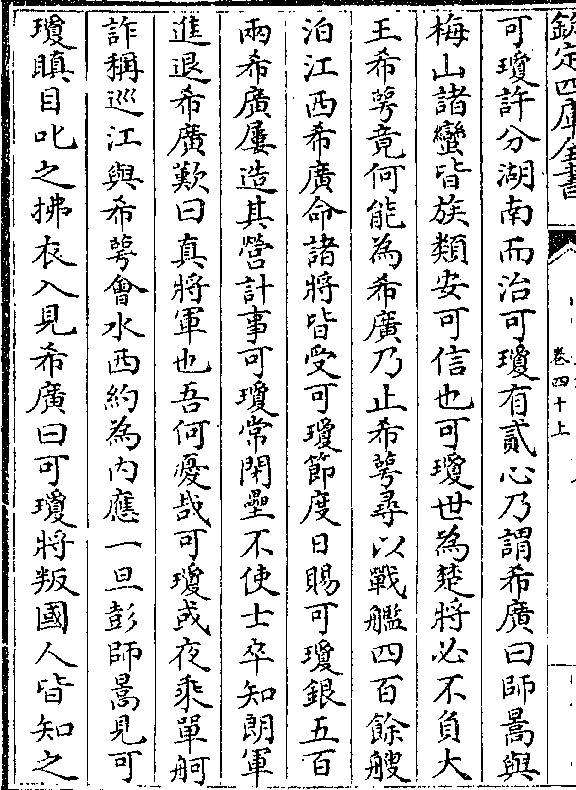 欽定四庫全書
卷四十上
可瓊許分湖南而治可瓊有貳心乃謂希廣曰師暠與
梅山諸蠻皆族類安可信也可瓊世為楚將必不負大
王希萼竟何能為希廣乃止希萼尋以戰艦四百餘艘
泊江西希廣命諸將皆受可瓊節度日賜可瓊銀五百
兩希廣屢造其營計事可瓊常閉壘不使士卒知朗軍
進退希廣歎曰真將軍也吾何憂哉可瓊或夜乘單舸
詐稱巡江與希萼會水西約為内應一旦彭師暠見可
瓊瞋目叱之拂衣入見希廣曰可瓊將叛國人皆知之